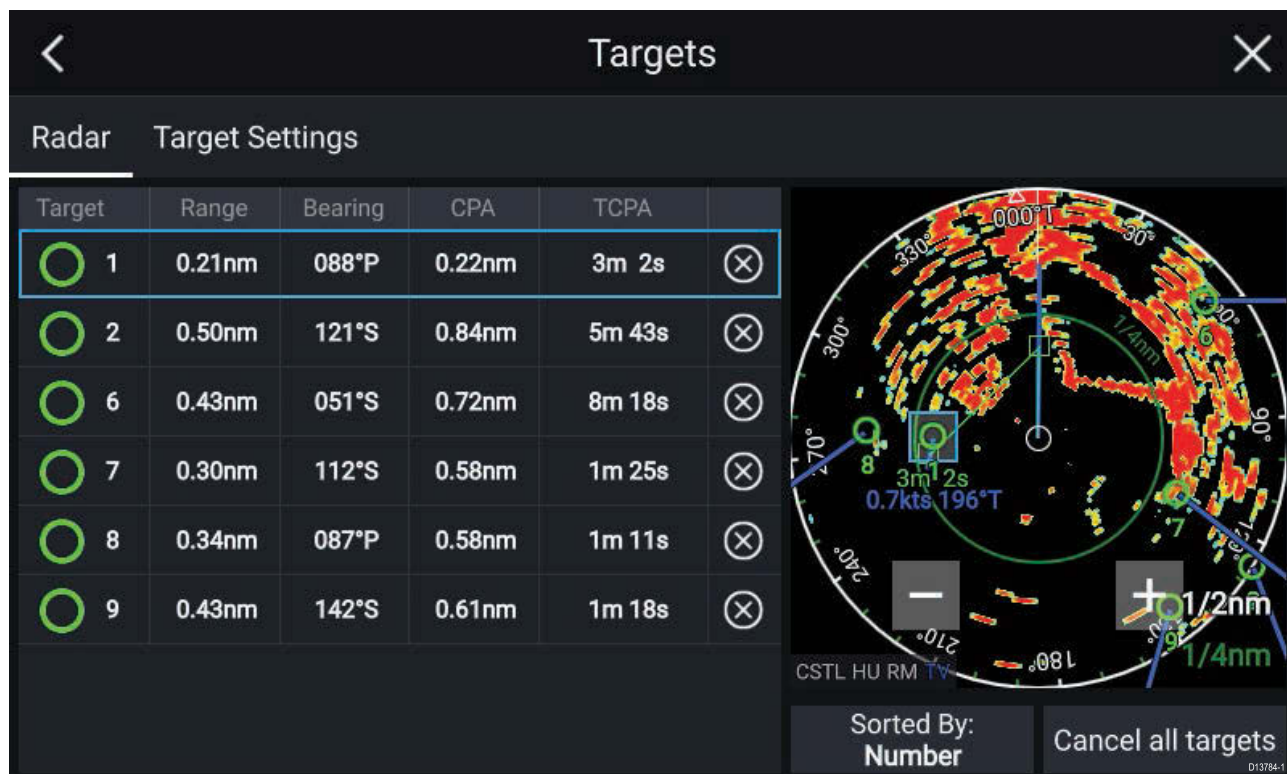 Targets
Radar Target Settings
Target Range Bearing CPA TCPA
1 0.21nm 088°P 0.22nm 3m 2s
2 0.50nm 121°S 0.84nm 5m 43s
6 0.43nm 051°S 0.72nm 8m 18s
7 0.30nm 112°S 0.58nm 1m 25s
8 0.34nm 087°P 0.58nm 1m 11s
9 0.43nm 142°S 0.61nm 1m 18s
000°T
330°
30°
300°
6
1/4nm
270°
90°
8
1
3m 2s
0.7kts 196°T
7
240°
1/2nm
9
210°
180°
1/4nm
CSTL HU RM TV
Sorted By:
Number
Cancel all targets
D13784-1